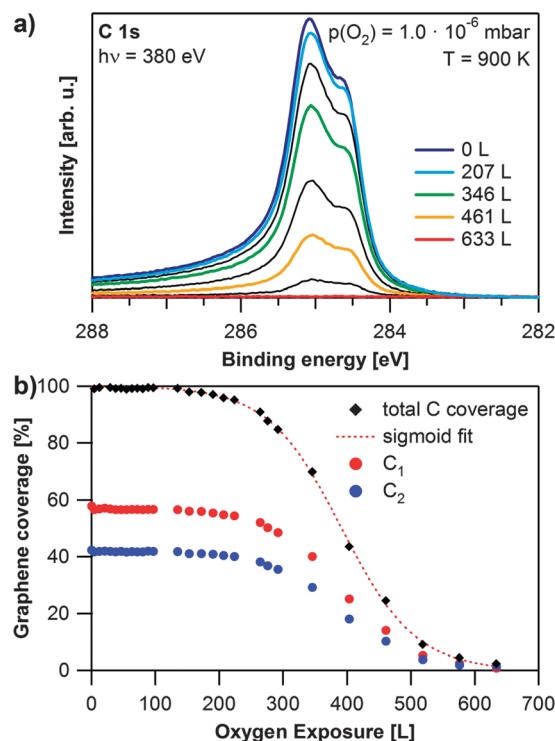 a) C 1s p(O₂) = 1.0 · 10⁻⁶ mbar
hν = 380 eV T = 900 K
Intensity [arb. u.]
0 L
207 L
346 L
461 L
633 L
288 286 284 282
Binding energy [eV]
b)
Graphene coverage [%]
100
80
60
40
20
0
total C coverage
sigmoid fit
C₁
C₂
0 100 200 300 400 500 600 700
Oxygen Exposure [L]